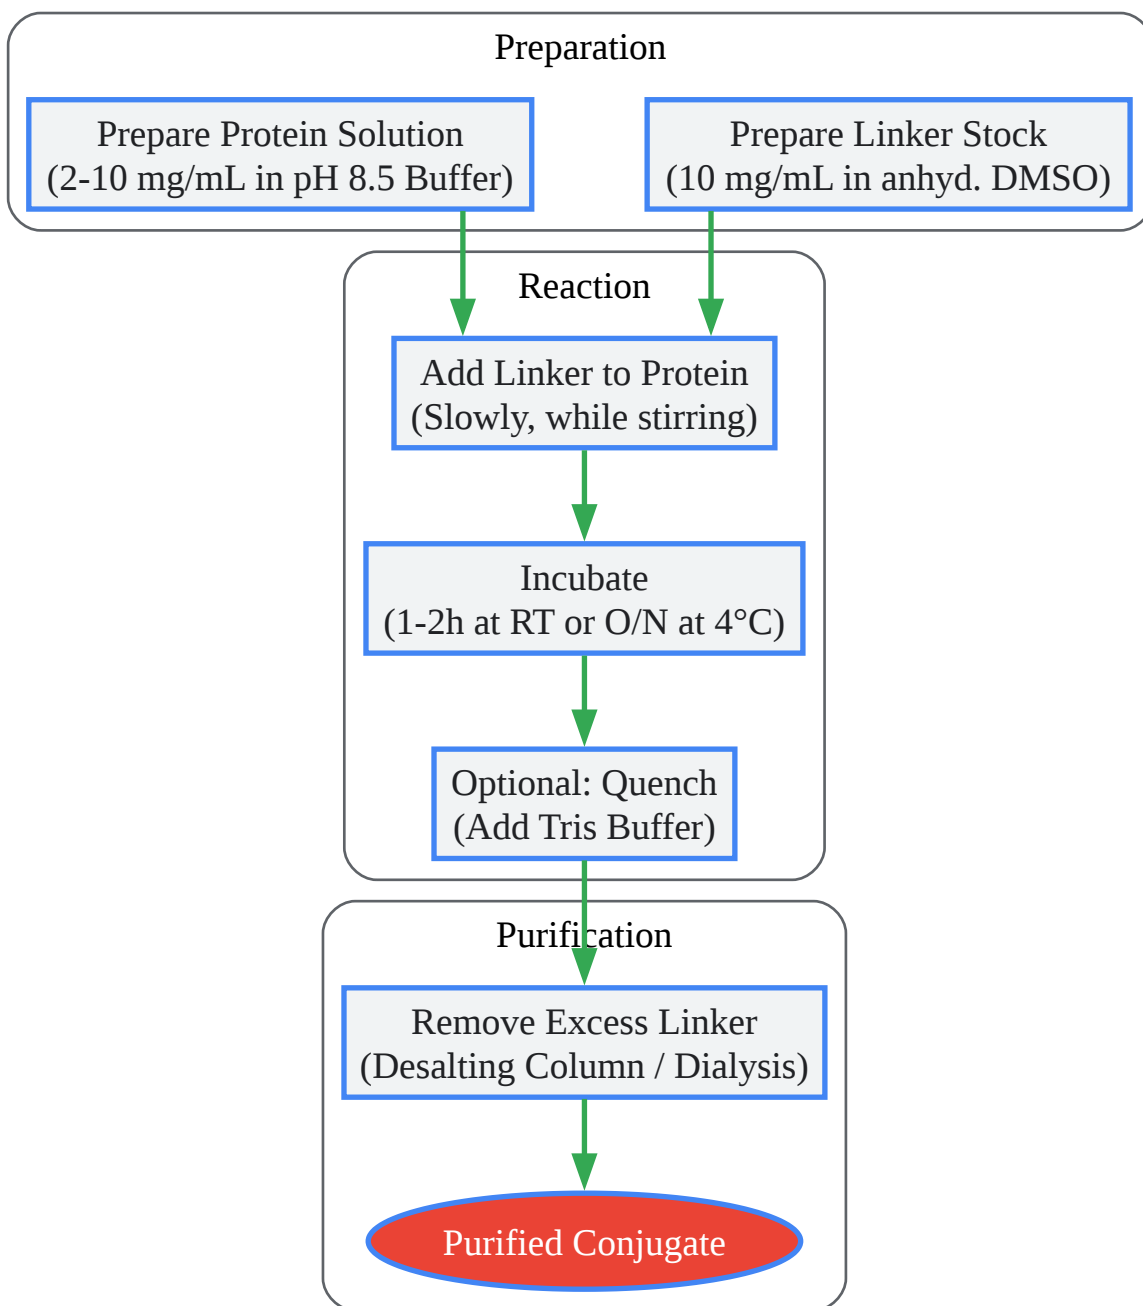 Preparation
Prepare Protein Solution
(2-10 mg/mL in pH 8.5 Buffer)
Prepare Linker Stock
(10 mg/mL in anhyd. DMSO)
Reaction
Add Linker to Protein
(Slowly, while stirring)
Incubate
(1-2h at RT or O/N at 4°C)
Optional: Quench
(Add Tris Buffer)
Purification
Remove Excess Linker
(Desalting Column / Dialysis)
Purified Conjugate